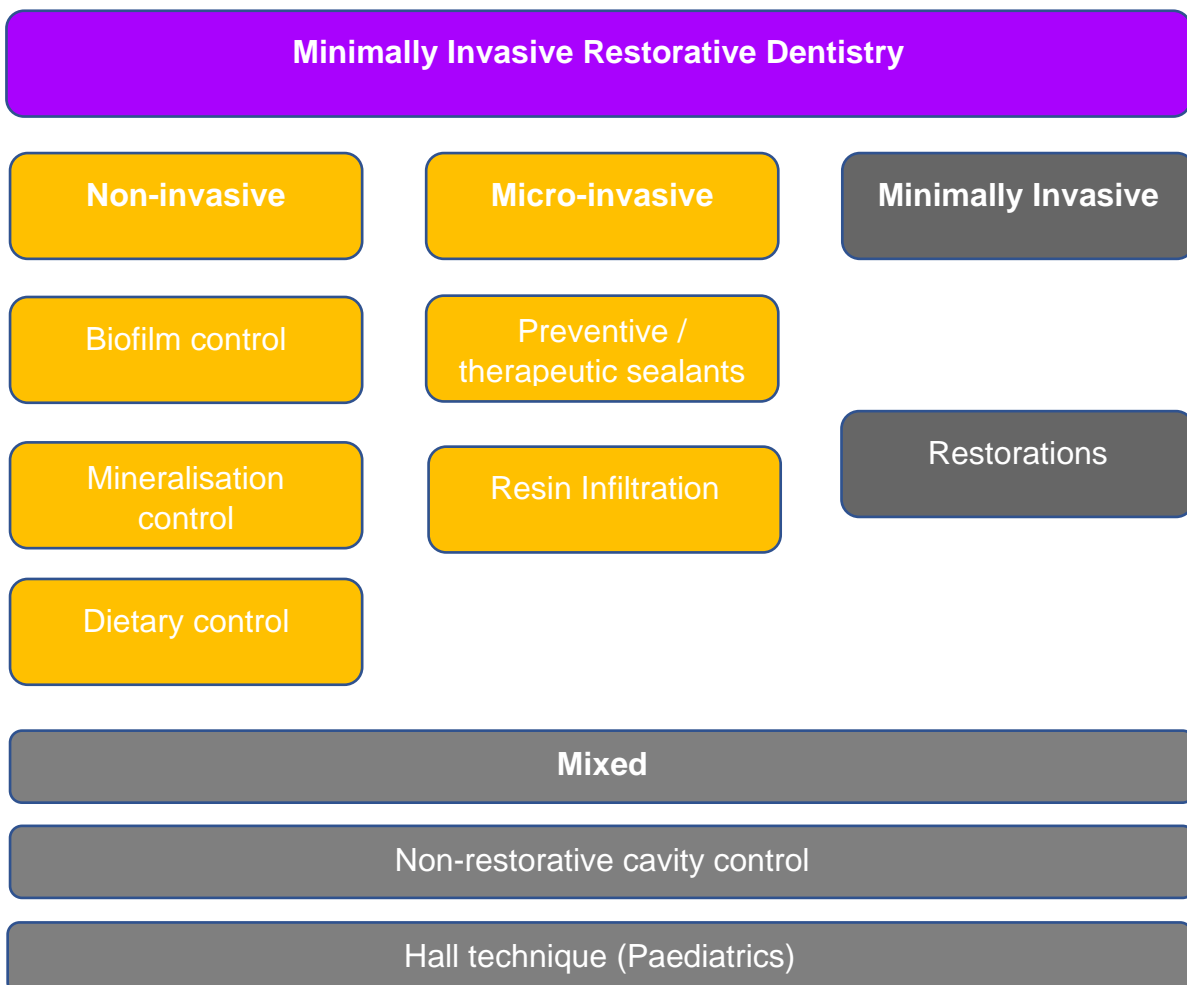 Minimally Invasive Restorative Dentistry
Non-invasive
Micro-invasive
Minimally Invasive
Biofilm control
Preventive /
therapeutic sealants
Restorations
Mineralisation
control
Resin Infiltration
Dietary control
Mixed
Non-restorative cavity control
Hall technique (Paediatrics)